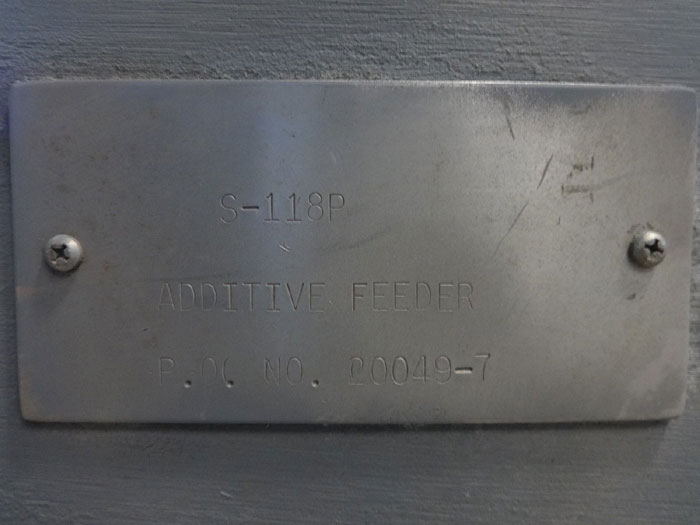 S-118P
ADDITIVE FEEDER
NO. 20049-7